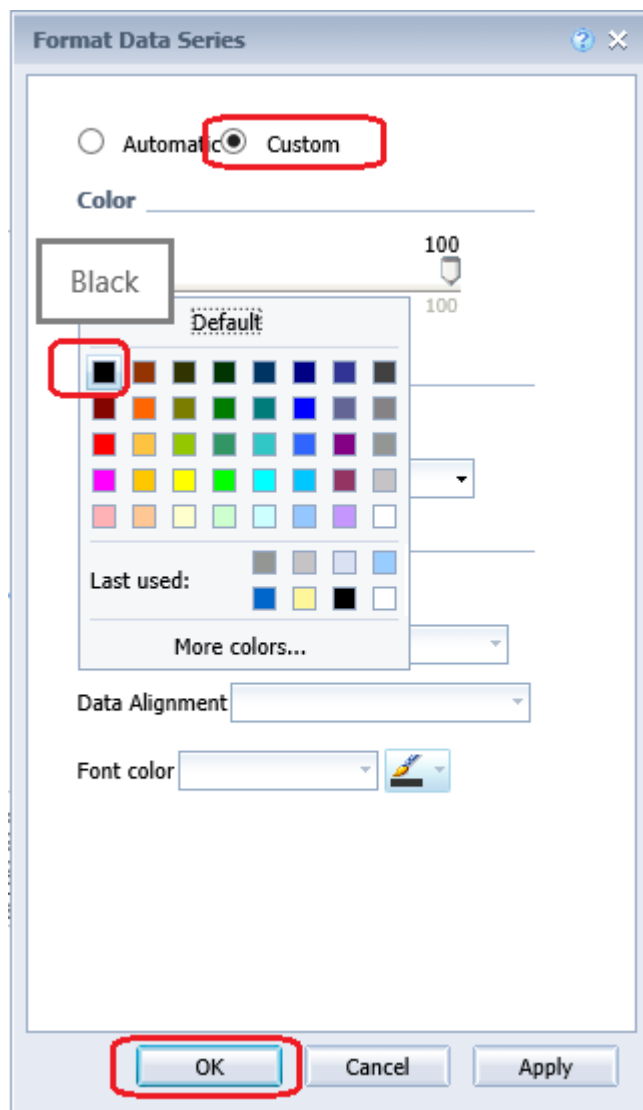 Format Data Series
Automatic Custom
Color
100
Black
100
Default
Last used:
More colors...
Data Alignment
Font color
OK Cancel Apply